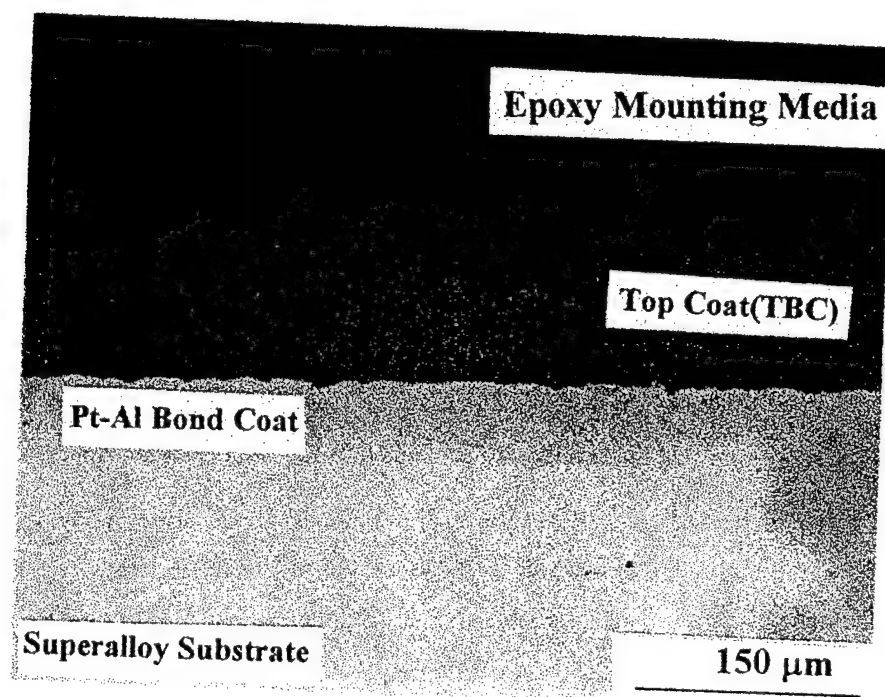 Epoxy Mounting Media
Top Coat(TBC)
Pt-Al Bond Coat
Superalloy Substrate
150 μm